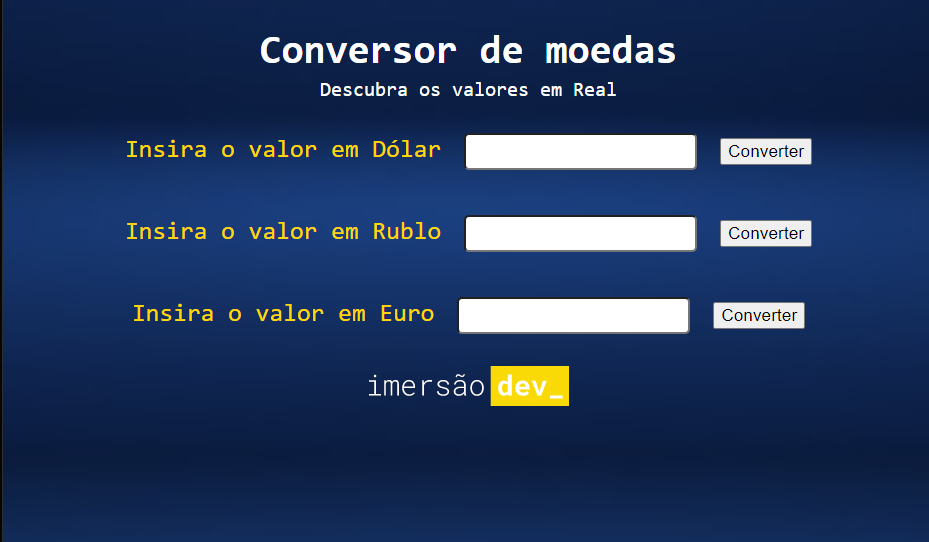 Conversor de moedas
Descubra os valores em Real
Insira o valor em Dólar Converter
Insira o valor em Rublo Converter
Insira o valor em Euro Converter
imersão dev_